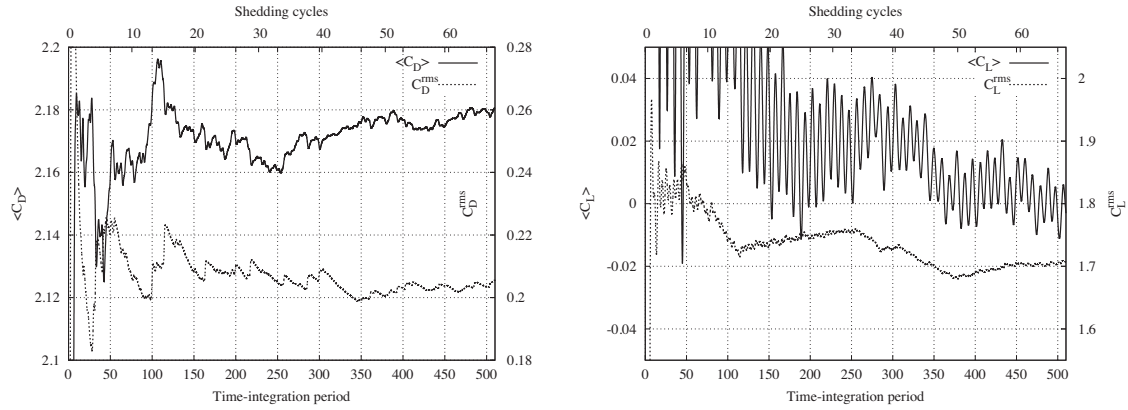 Shedding cycles
0 10 20 30 40 50 60
2.2
2.18
2.16
2.14
2.12
2.1
<C_D>
0.28
0.26
0.24
0.22
0.2
0.18
C_D^rms
<C_D>
C_D^rms
0 50 100 150 200 250 300 350 400 450 500
Time-integration period
Shedding cycles
0 10 20 30 40 50 60
0.04
0.02
0
-0.02
-0.04
<C_L>
2
1.9
1.8
1.7
1.6
C_L^rms
<C_L>
C_L^rms
0 50 100 150 200 250 300 350 400 450 500
Time-integration period